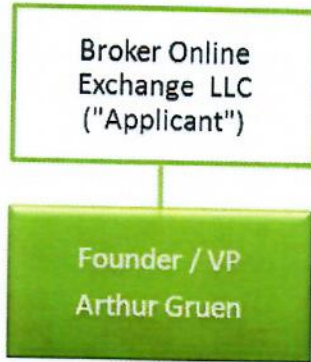 Broker Online
Exchange LLC
("Applicant")
Founder / VP
Arthur Gruen